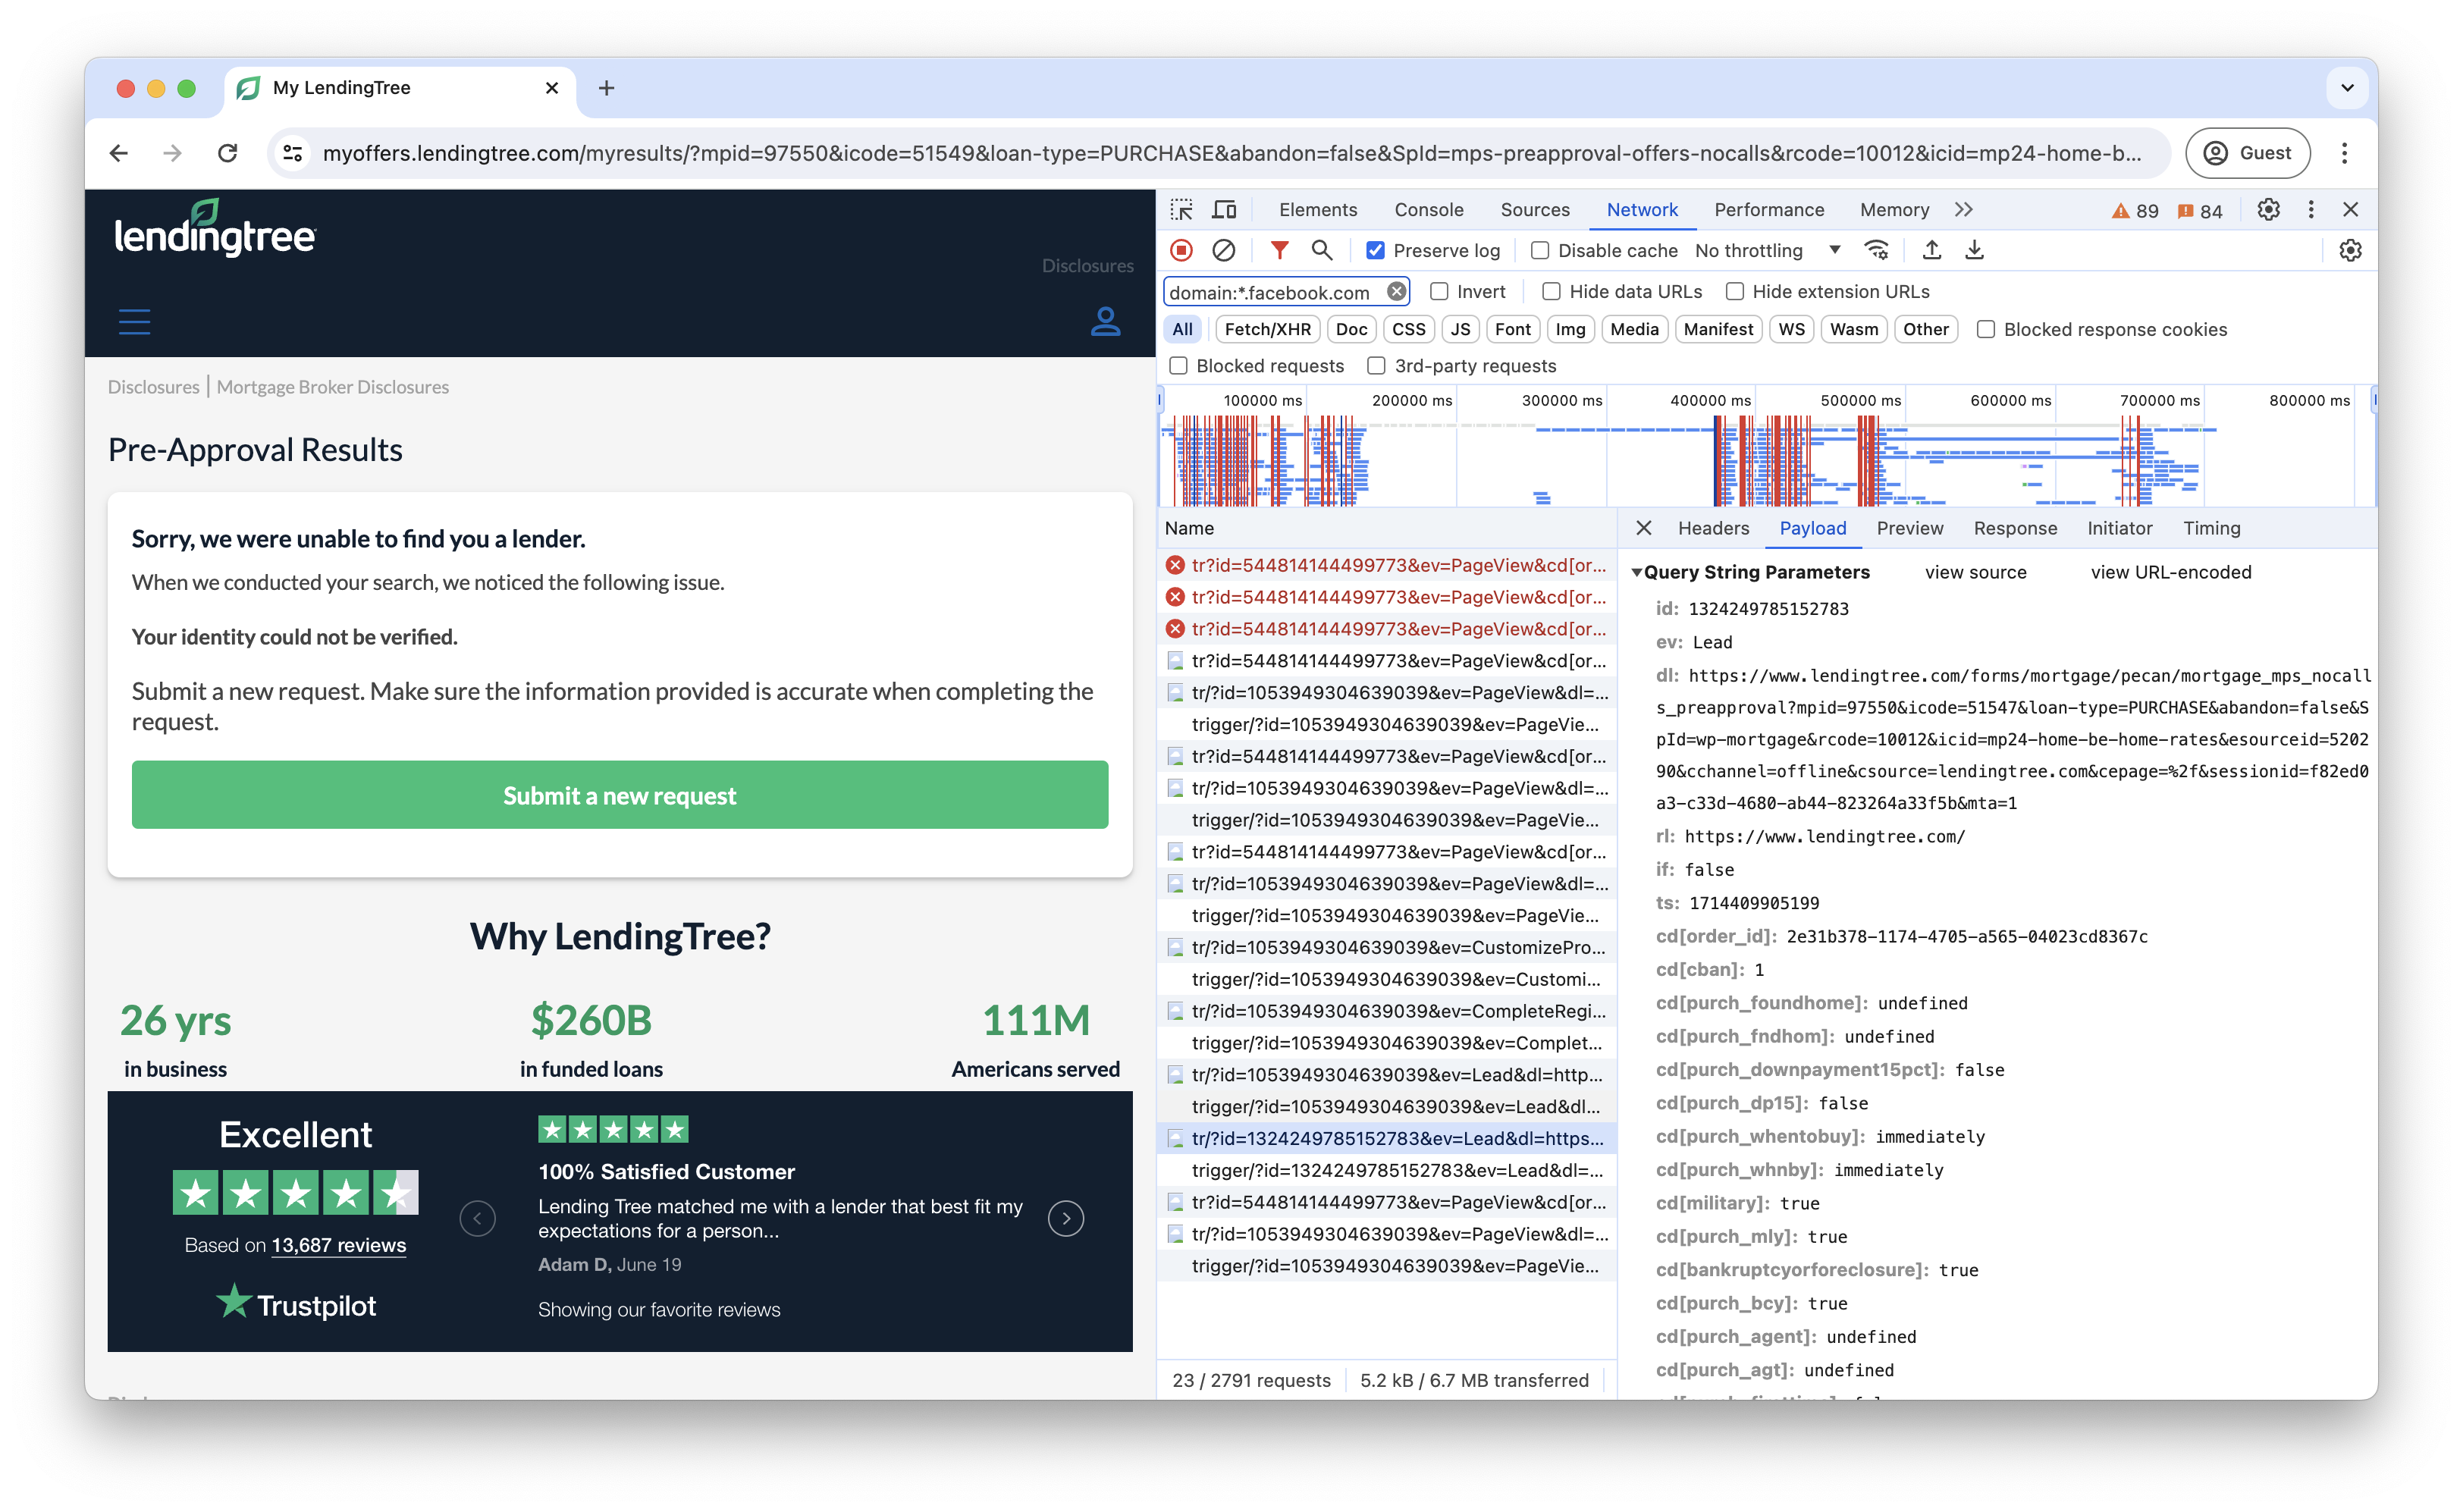 My LendingTree
myoffers.lendingtree.com/myresults/?mpid=97550&icode=51549&loan-type=PURCHASE&abandon=false&SpId=mps-preapproval-offers-nocalls&rcode=10012&icid=mp24-home-b...
Guest
lendingtree
Disclosures
Disclosures | Mortgage Broker Disclosures
Pre-Approval Results
Sorry, we were unable to find you a lender.
When we conducted your search, we noticed the following issue.
Your identity could not be verified.
Submit a new request. Make sure the information provided is accurate when completing the
request.
Submit a new request
Why LendingTree?
26 yrs
in business
$260B
in funded loans
111M
Americans served
Excellent
Based on 13,687 reviews
Trustpilot
100% Satisfied Customer
Lending Tree matched me with a lender that best fit my
expectations for a person...
Adam D, June 19
Showing our favorite reviews
Elements Console Sources Network Performance Memory 89 84
Preserve log Disable cache No throttling
domain:*.facebook.com Invert Hide data URLs Hide extension URLs
All Fetch/XHR Doc CSS JS Font Img Media Manifest WS Wasm Other Blocked response cookies
Blocked requests 3rd-party requests
100000 ms 200000 ms 300000 ms 400000 ms 500000 ms 600000 ms 700000 ms 800000 ms
Name
tr?id=544814144499773&ev=PageView&cd[or...
tr?id=544814144499773&ev=PageView&cd[or...
tr?id=544814144499773&ev=PageView&cd[or...
tr?id=544814144499773&ev=PageView&cd[or...
tr/?id=1053949304639039&ev=PageView&dl=...
trigger/?id=1053949304639039&ev=PageVie...
tr?id=544814144499773&ev=PageView&cd[or...
tr/?id=1053949304639039&ev=PageView&dl=...
trigger/?id=1053949304639039&ev=PageVie...
tr?id=544814144499773&ev=PageView&cd[or...
tr/?id=1053949304639039&ev=PageView&dl=...
trigger/?id=1053949304639039&ev=PageVie...
tr/?id=1053949304639039&ev=CustomizePro...
trigger/?id=1053949304639039&ev=Customi...
tr/?id=1053949304639039&ev=CompleteRegi...
trigger/?id=1053949304639039&ev=Complet...
tr/?id=1053949304639039&ev=Lead&dl=http...
trigger/?id=1053949304639039&ev=Lead&dl...
tr/?id=1324249785152783&ev=Lead&dl=https...
trigger/?id=1324249785152783&ev=Lead&dl=...
tr?id=544814144499773&ev=PageView&cd[or...
tr/?id=1053949304639039&ev=PageView&dl=...
trigger/?id=1053949304639039&ev=PageVie...
23 / 2791 requests 5.2 kB / 6.7 MB transferred
Headers Payload Preview Response Initiator Timing
Query String Parameters view source view URL-encoded
id: 1324249785152783
ev: Lead
dl: https://www.lendingtree.com/forms/mortgage/pecan/mortgage_mps_nocall
s_preapproval?mpid=97550&icode=51547&loan-type=PURCHASE&abandon=false&S
pId=wp-mortgage&rcode=10012&icid=mp24-home-be-home-rates&esourceid=5202
90&cchannel=offline&csource=lendingtree.com&cepage=%2f&sessionid=f82ed0
a3-c33d-4680-ab44-823264a33f5b&mta=1
rl: https://www.lendingtree.com/
if: false
ts: 1714409905199
cd[order_id]: 2e31b378-1174-4705-a565-04023cd8367c
cd[cban]: 1
cd[purch_foundhome]: undefined
cd[purch_fndhom]: undefined
cd[purch_downpayment15pct]: false
cd[purch_dp15]: false
cd[purch_whentobuy]: immediately
cd[purch_whnby]: immediately
cd[military]: true
cd[purch_mly]: true
cd[bankruptcyorforeclosure]: true
cd[purch_bcy]: true
cd[purch_agent]: undefined
cd[purch_agt]: undefined